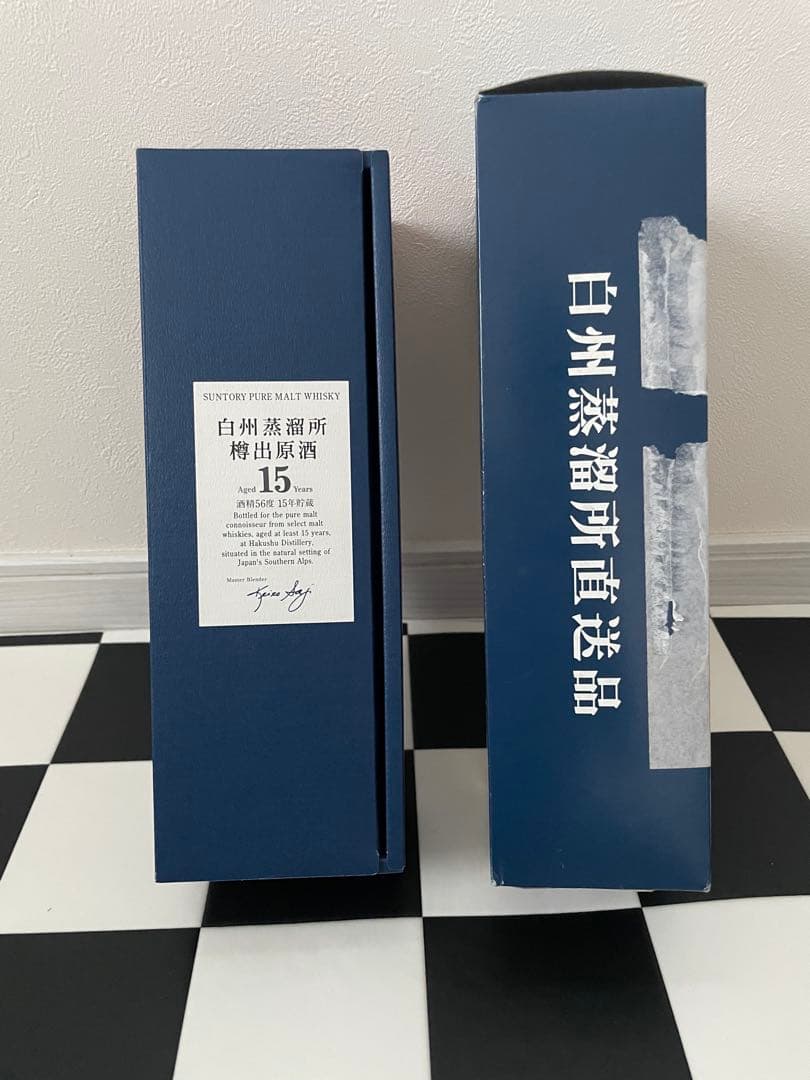 SUNTORY PURE MALT WHISKY
白州蒸溜所
樽出原酒
Aged 15 Years
酒精56度 15年貯蔵
Bottled for the pure malt
connoisseur from select malt
whiskies, aged at least 15 years,
at Hakushu Distillery,
situated in the natural setting of
Japan's Southern Alps.
Master Blender
Keizo Saji
白州蒸溜所直送品